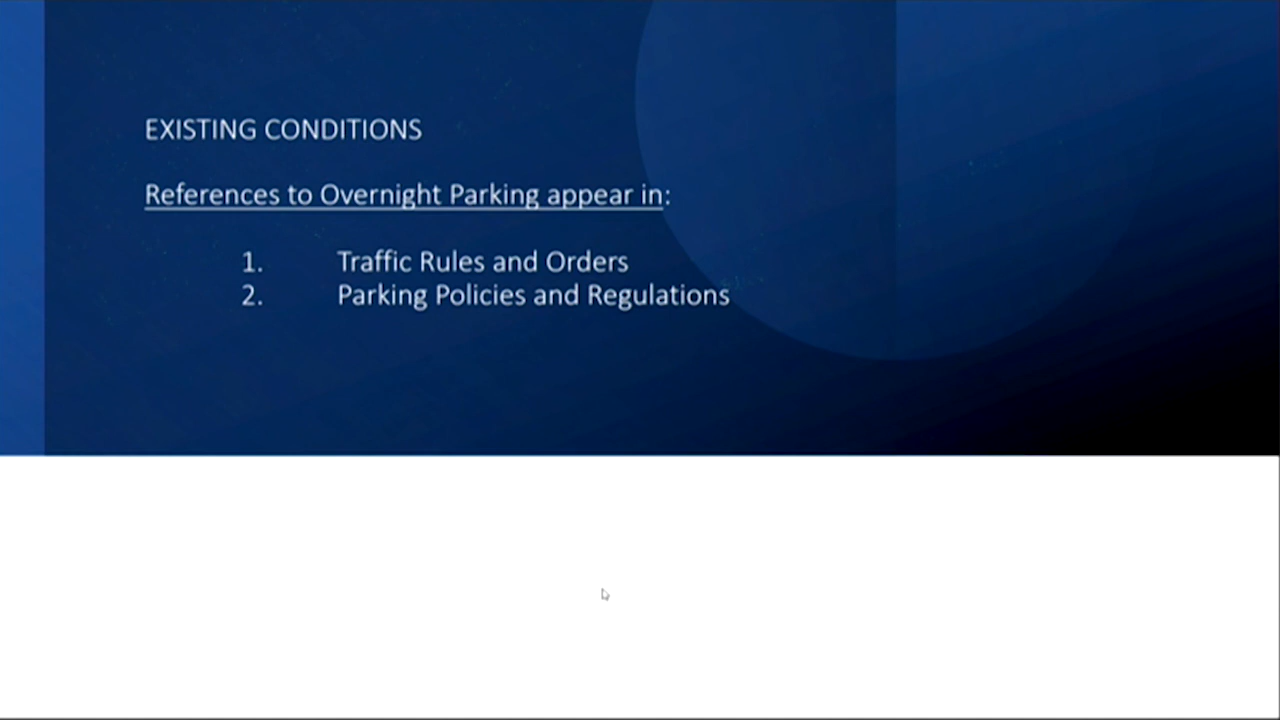 EXISTING CONDITIONS
References to Overnight Parking appear in:
1. Traffic Rules and Orders
2. Parking Policies and Regulations